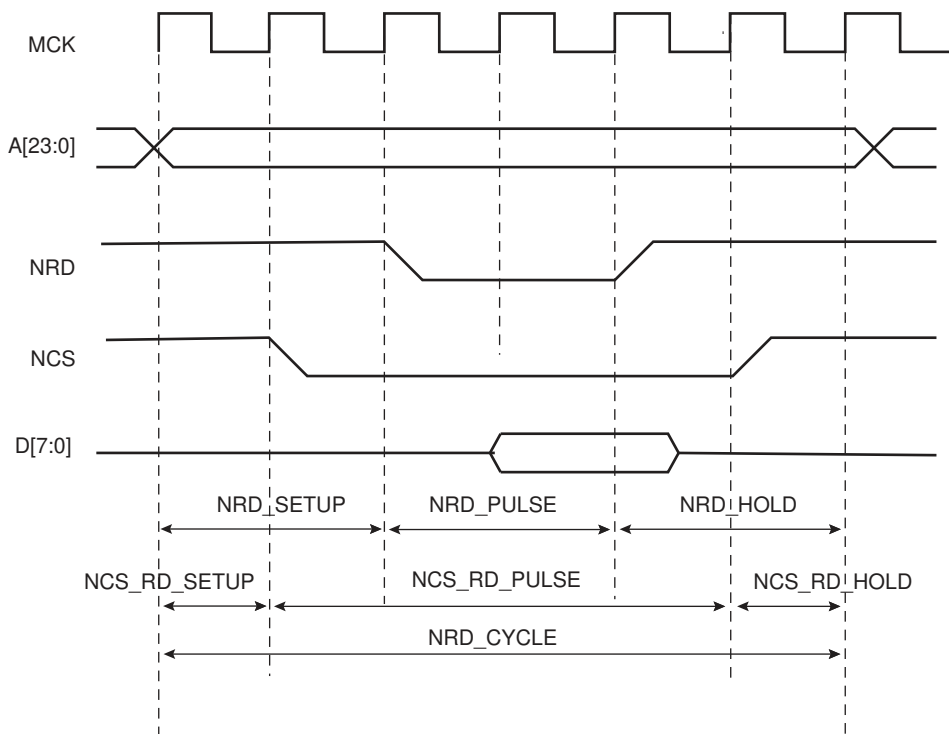 MCK
A[23:0]
NRD
NCS
D[7:0]
NRD_SETUP NRD_PULSE NRD_HOLD
NCS_RD_SETUP NCS_RD_PULSE NCS_RD_HOLD
NRD_CYCLE